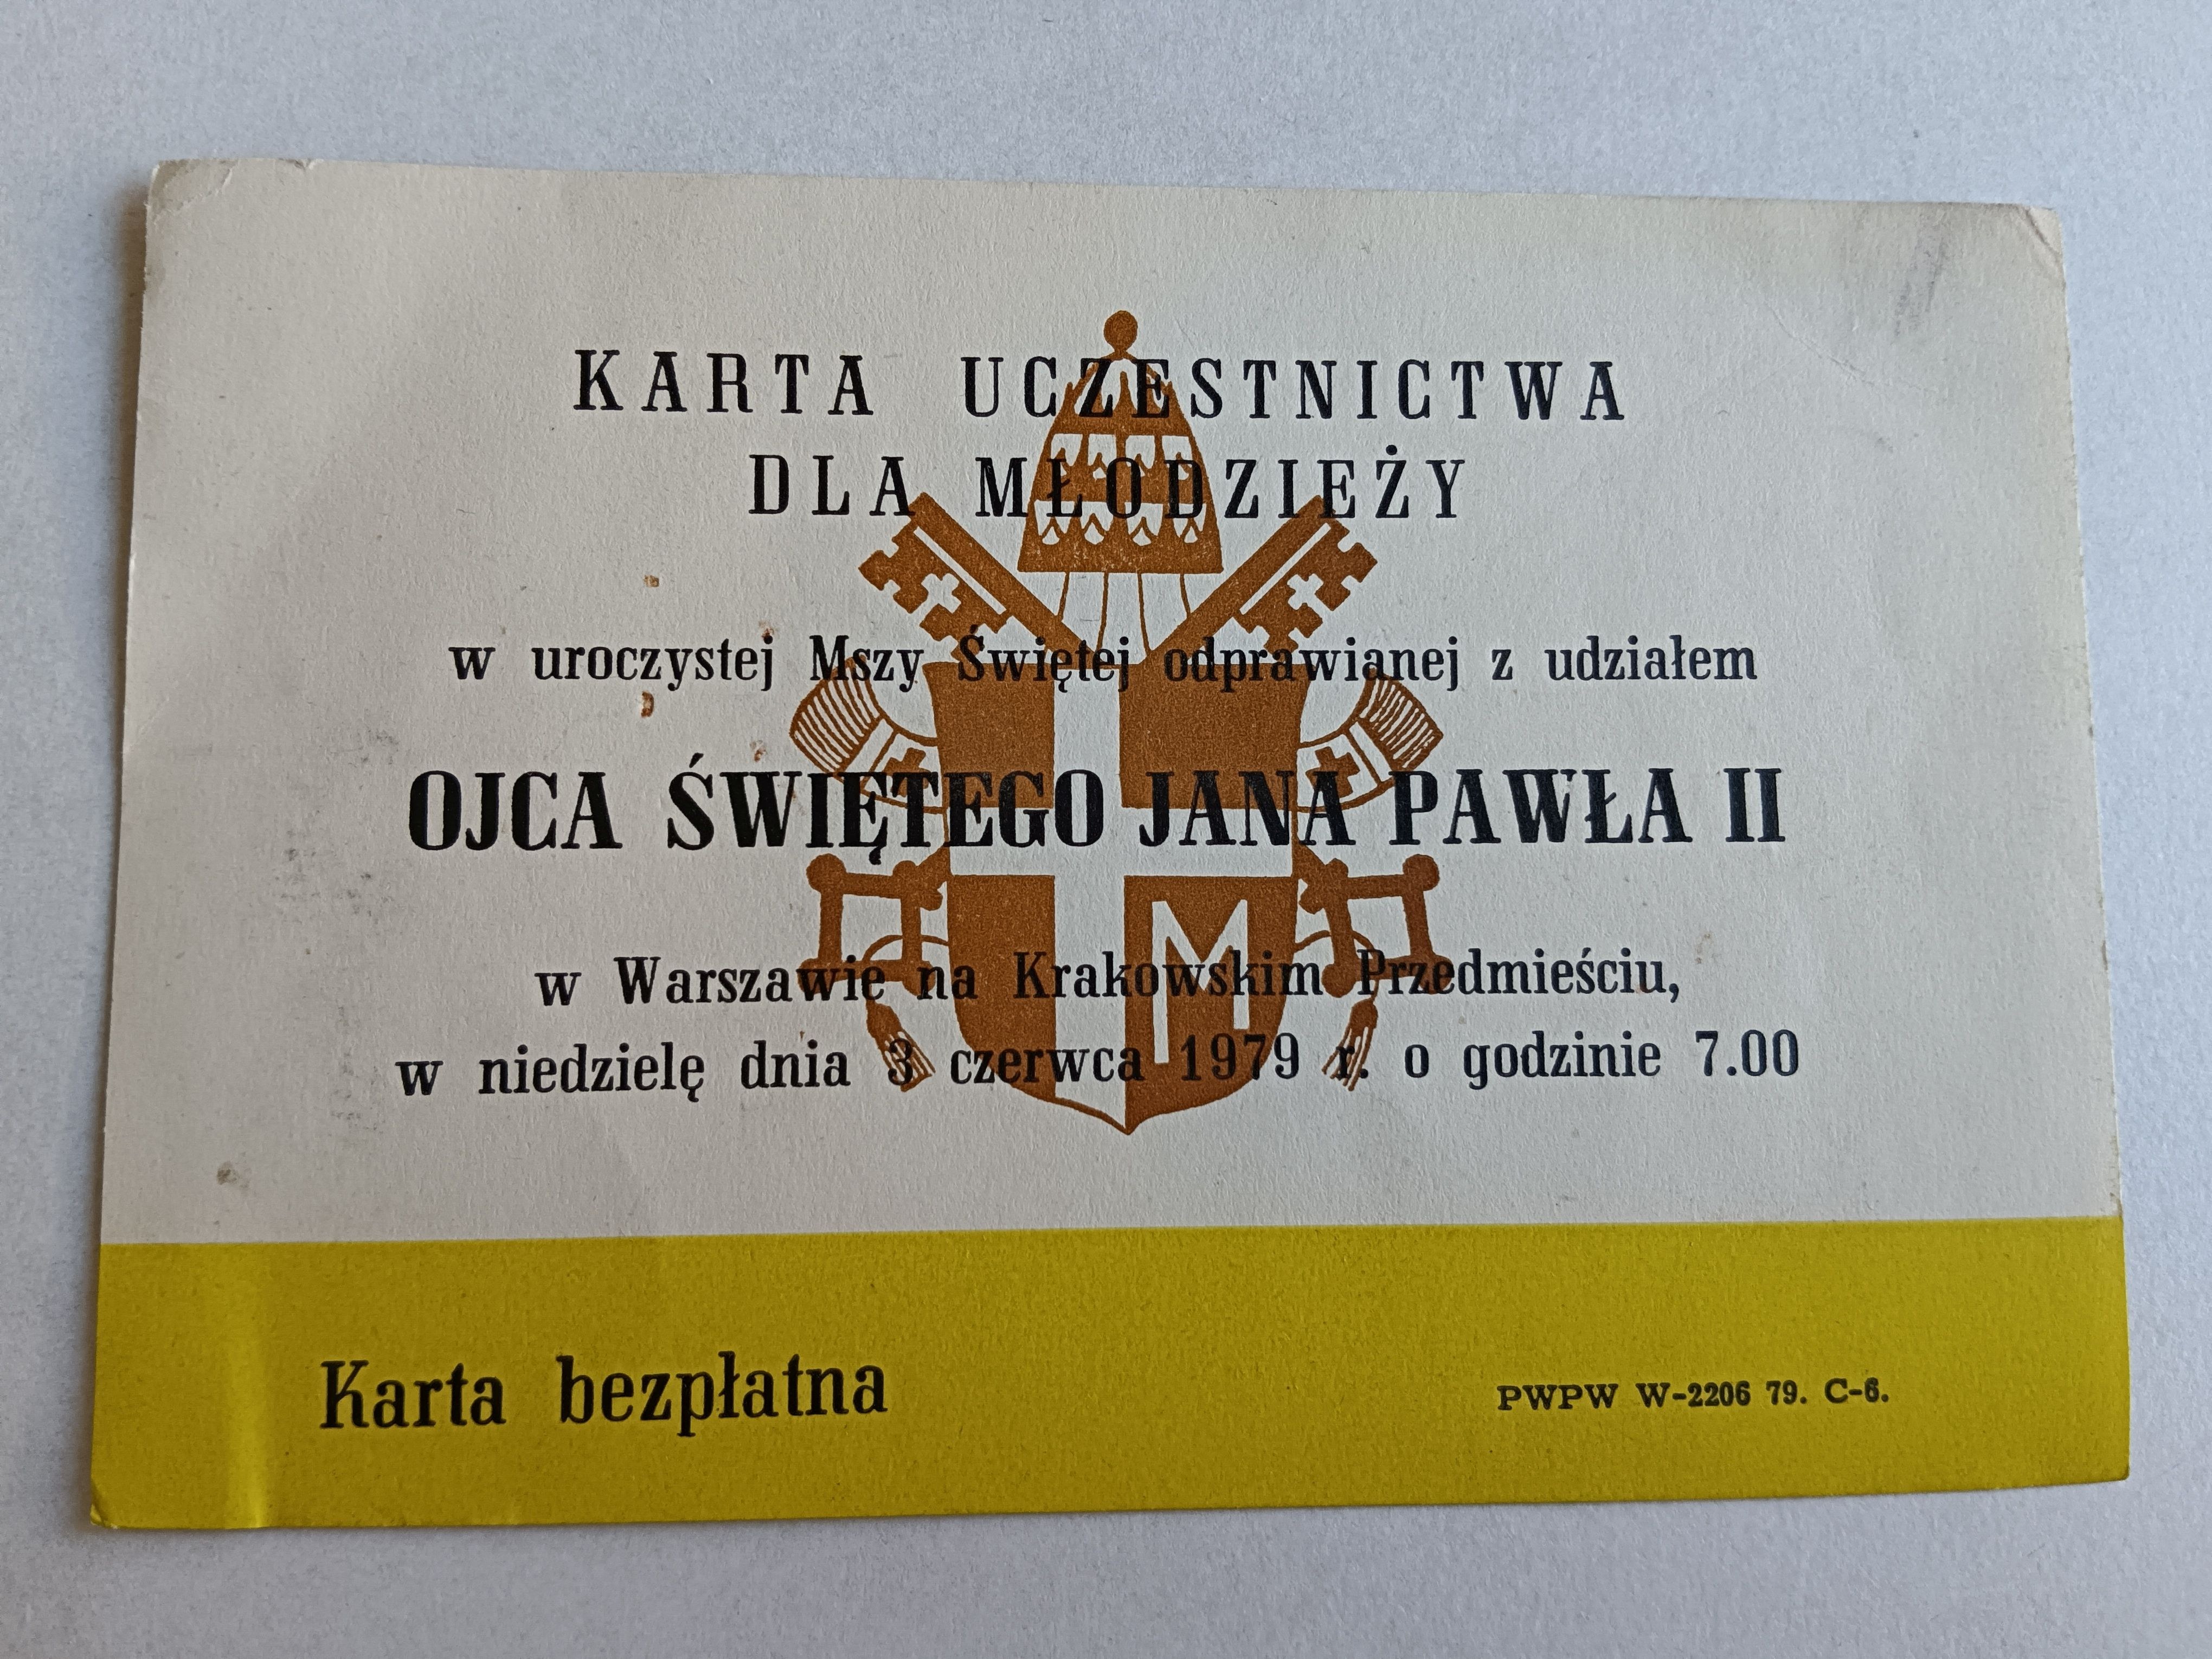 KARTA UCZESTNICTWA
DLA MŁODZIEŻY
w uroczystej Mszy Świętej odprawianej z udziałem
OJCA ŚWIĘTEGO JANA PAWŁA II
w Warszawie na Krakowskim Przedmieściu,
w niedzielę dnia 3 czerwca 1979 r. o godzinie 7.00
M
Karta bezpłatna
PWPW W-2206 79. C-6.